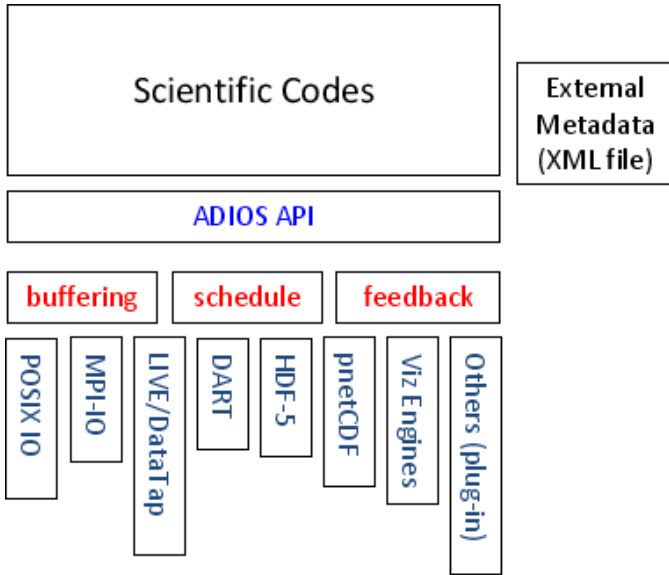 Scientific Codes
External
Metadata
(XML file)
ADIOS API
buffering
schedule
feedback
POSIX IO
MPI-IO
LIVE/DataTap
DART
HDF-5
pnetCDF
Viz Engines
Others (plug-in)